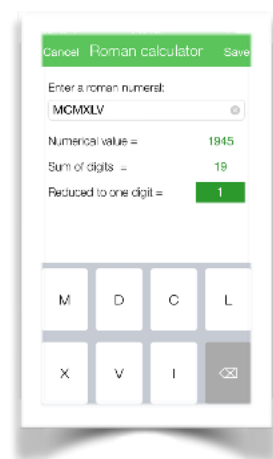 Cancel Roman calculator Save
Enter a roman numeral:
MCMXLV
Numerical value = 1945
Sum of digits = 19
Reduced to one digit = 1
M D C L
X V I